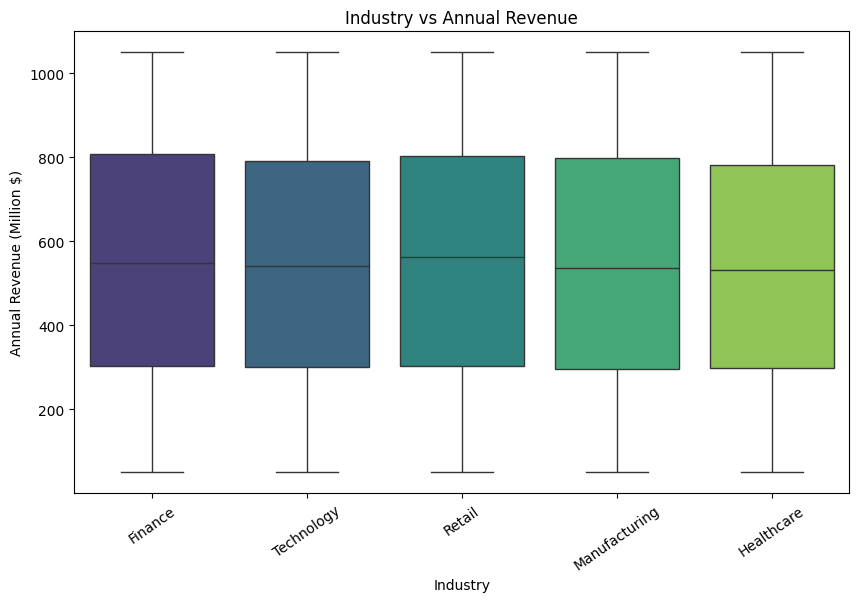 Industry vs Annual Revenue
Annual Revenue (Million $)
1000
800
600
400
200
Finance
Technology
Retail
Manufacturing
Healthcare
Industry